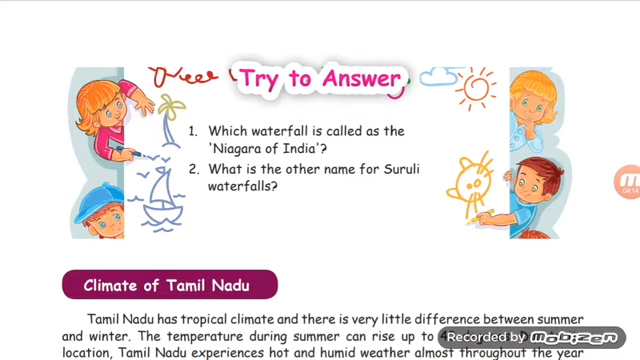 Try to Answer
1. Which waterfall is called as the
'Niagara of India'?
2. What is the other name for Suruli
waterfalls?
04:14
Climate of Tamil Nadu
Tamil Nadu has tropical climate and there is very little difference between summer
and winter. The temperature during summer can rise up to
location, Tamil Nadu experiences hot and humid weather almost throughout the year
Recorded by Mobizen